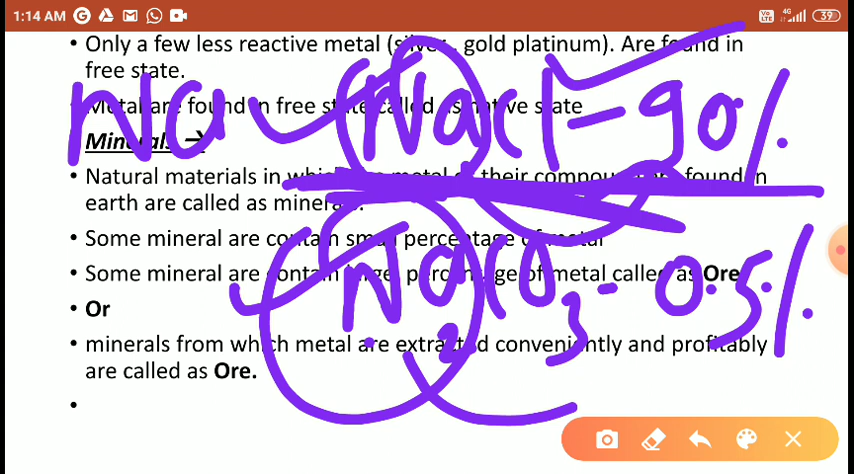 1:14 AM G Vo LTE 4G 39
• Only a few less reactive metal (silver, gold platinum). Are found in
free state.
Metal are found in free state called as native state
Na NaCl - 90%
Minerals →
• Natural materials in which metal or their compound are found in
earth are called as minerals.
• Some mineral are contain small percentage of metal
• Some mineral are contain percentage of metal called as Ore
Na2CO3 - 0.5%
• Or
• minerals from which metal are extracted conveniently and profitably
are called as Ore.
•